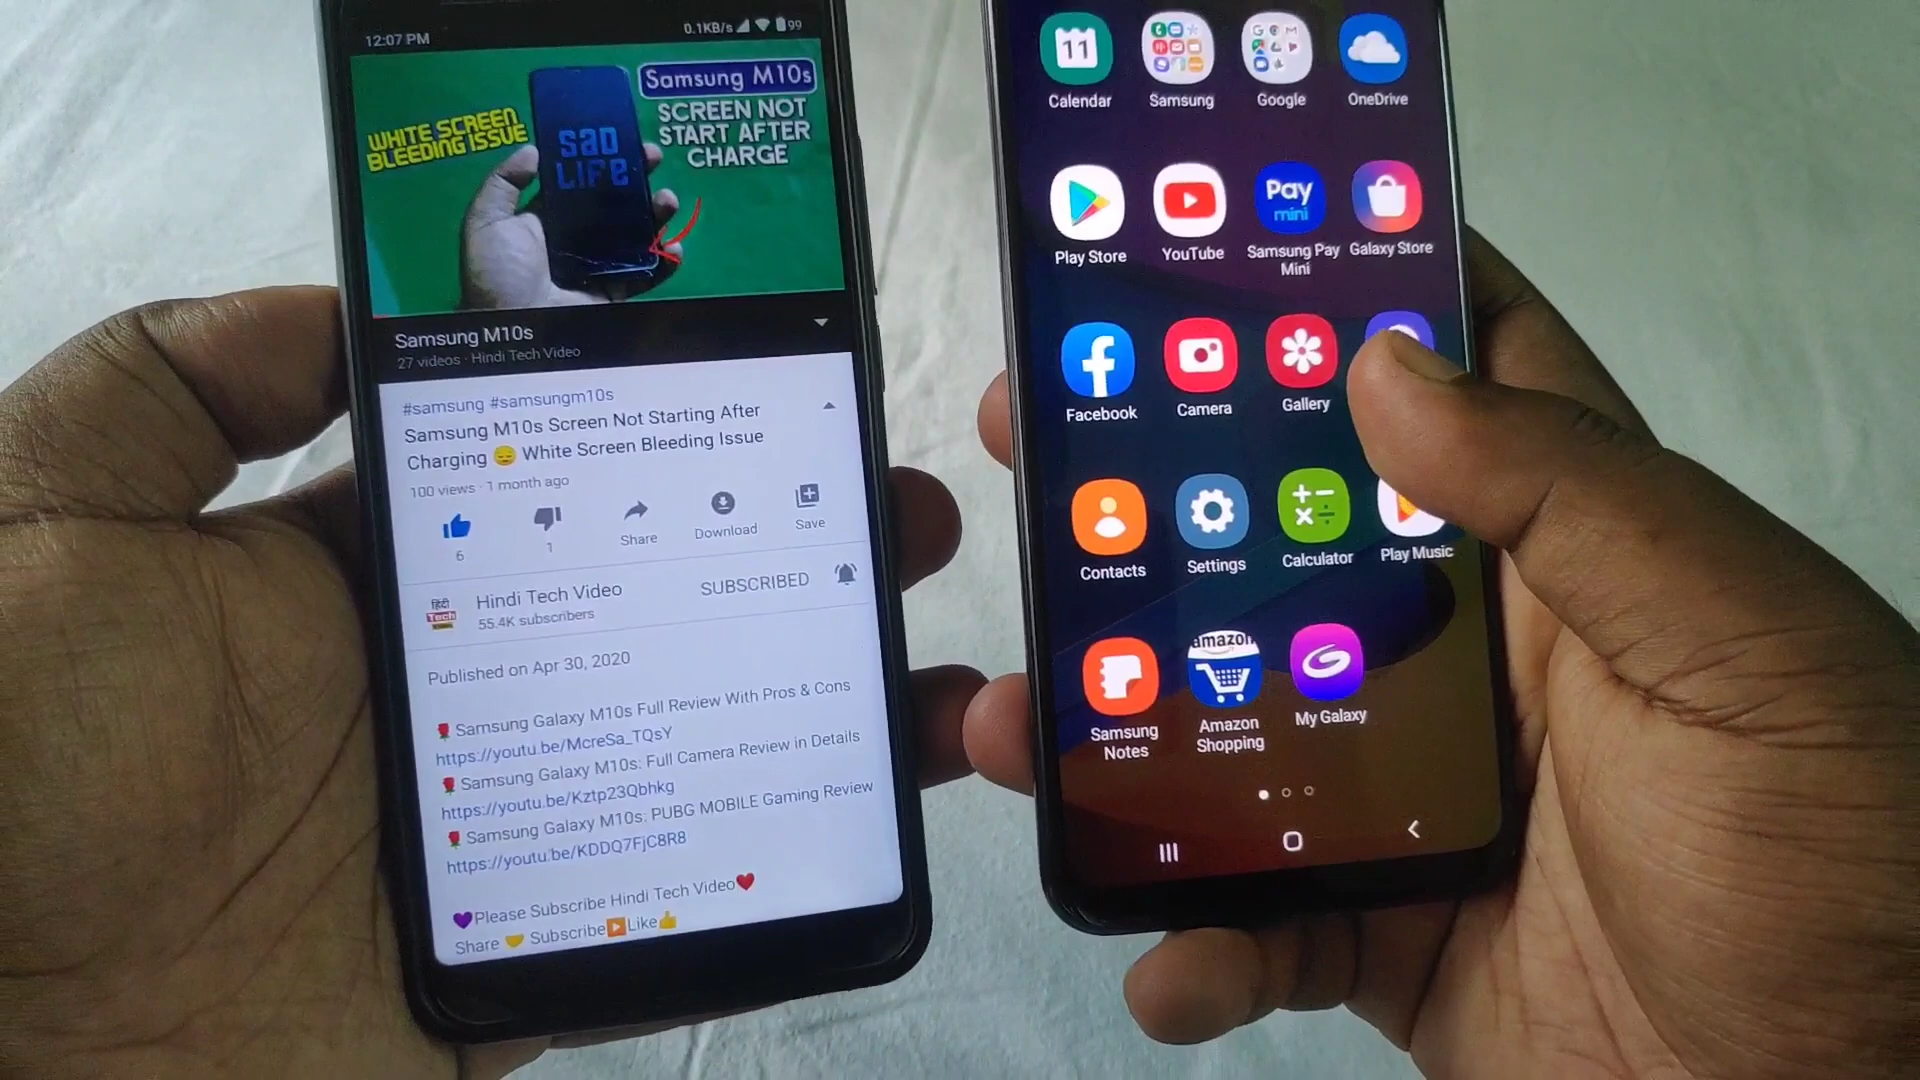 12:07 PM
0.1KB/s
99
WHITE SCREEN
BLEEDING ISSUE
SAD
LIFE
Samsung M10s
SCREEN NOT
START AFTER
CHARGE
Samsung M10s
27 videos · Hindi Tech Video
#samsung #samsungm10s
Samsung M10s Screen Not Starting After
Charging 😔 White Screen Bleeding Issue
100 views · 1 month ago
6
1
Share
Download
Save
हिंदी
Tech
Hindi Tech Video
55.4K subscribers
SUBSCRIBED
Published on Apr 30, 2020
🌹Samsung Galaxy M10s Full Review With Pros & Cons
https://youtu.be/McreSa_TQsY
🌹Samsung Galaxy M10s: Full Camera Review in Details
https://youtu.be/Kztp23Qbhkg
🌹Samsung Galaxy M10s: PUBG MOBILE Gaming Review
https://youtu.be/KDDQ7FjC8R8
💜Please Subscribe Hindi Tech Video❤️
Share 🤝 Subscribe▶️Like👍
11
Calendar
Samsung
Google
OneDrive
Play Store
YouTube
Pay
mini
Samsung Pay
Mini
Galaxy Store
Facebook
Camera
Gallery
Contacts
Settings
Calculator
Play Music
Samsung
Notes
amazon
Amazon
Shopping
My Galaxy